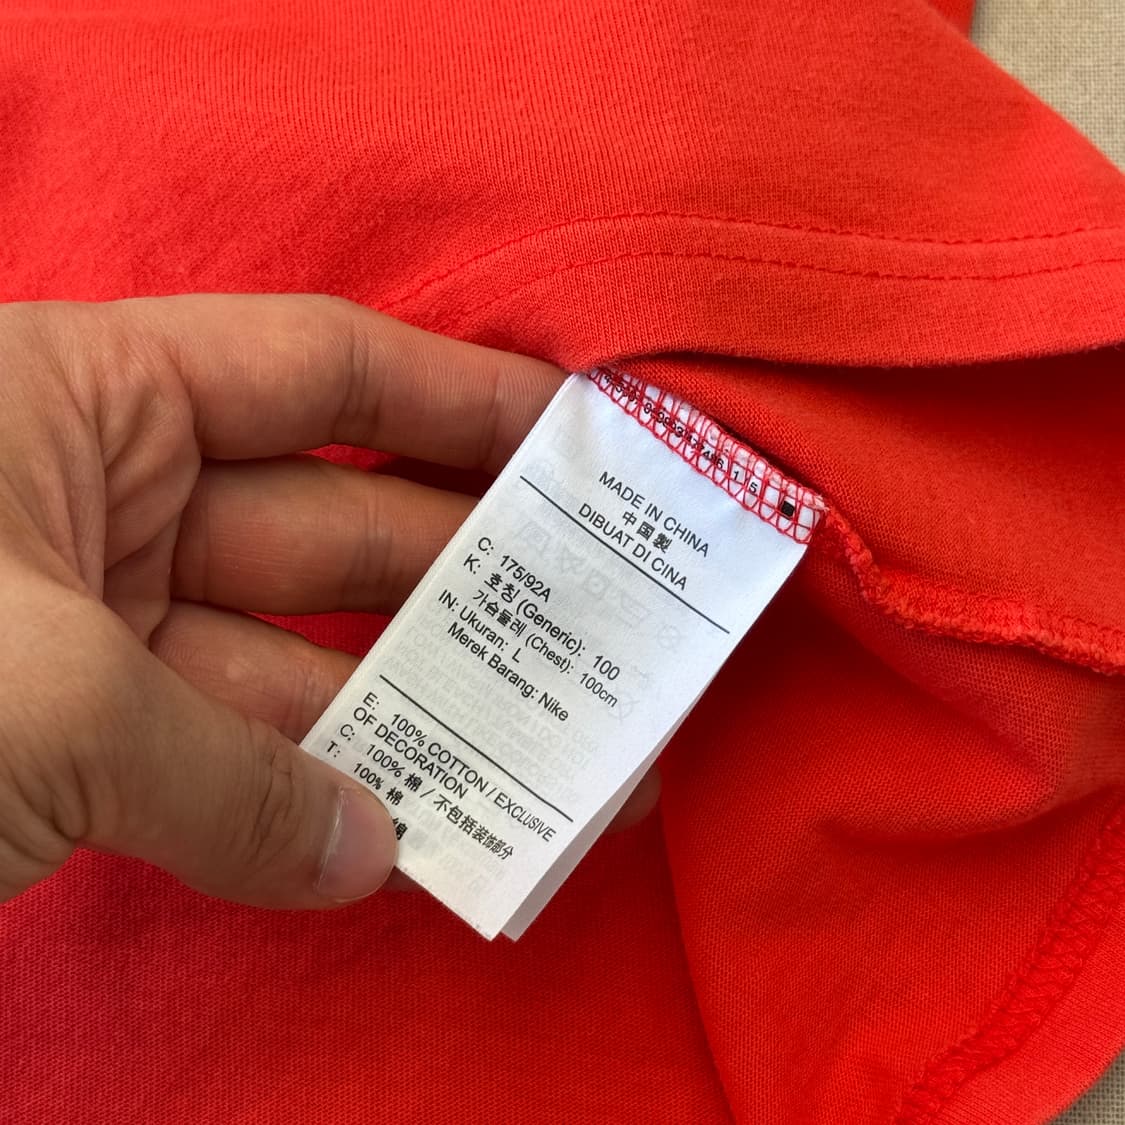 MADE IN CHINA
中国製
DIBUAT DI CINA
C: 175/92A
K: 호칭 (Generic): 100
가슴둘레 (Chest): 100cm
IN: Ukuran: L
Merek Barang: Nike
E: 100% COTTON / EXCLUSIVE
OF DECORATION
C: 100% 棉 / 不包括装饰部分
T: 100% 棉